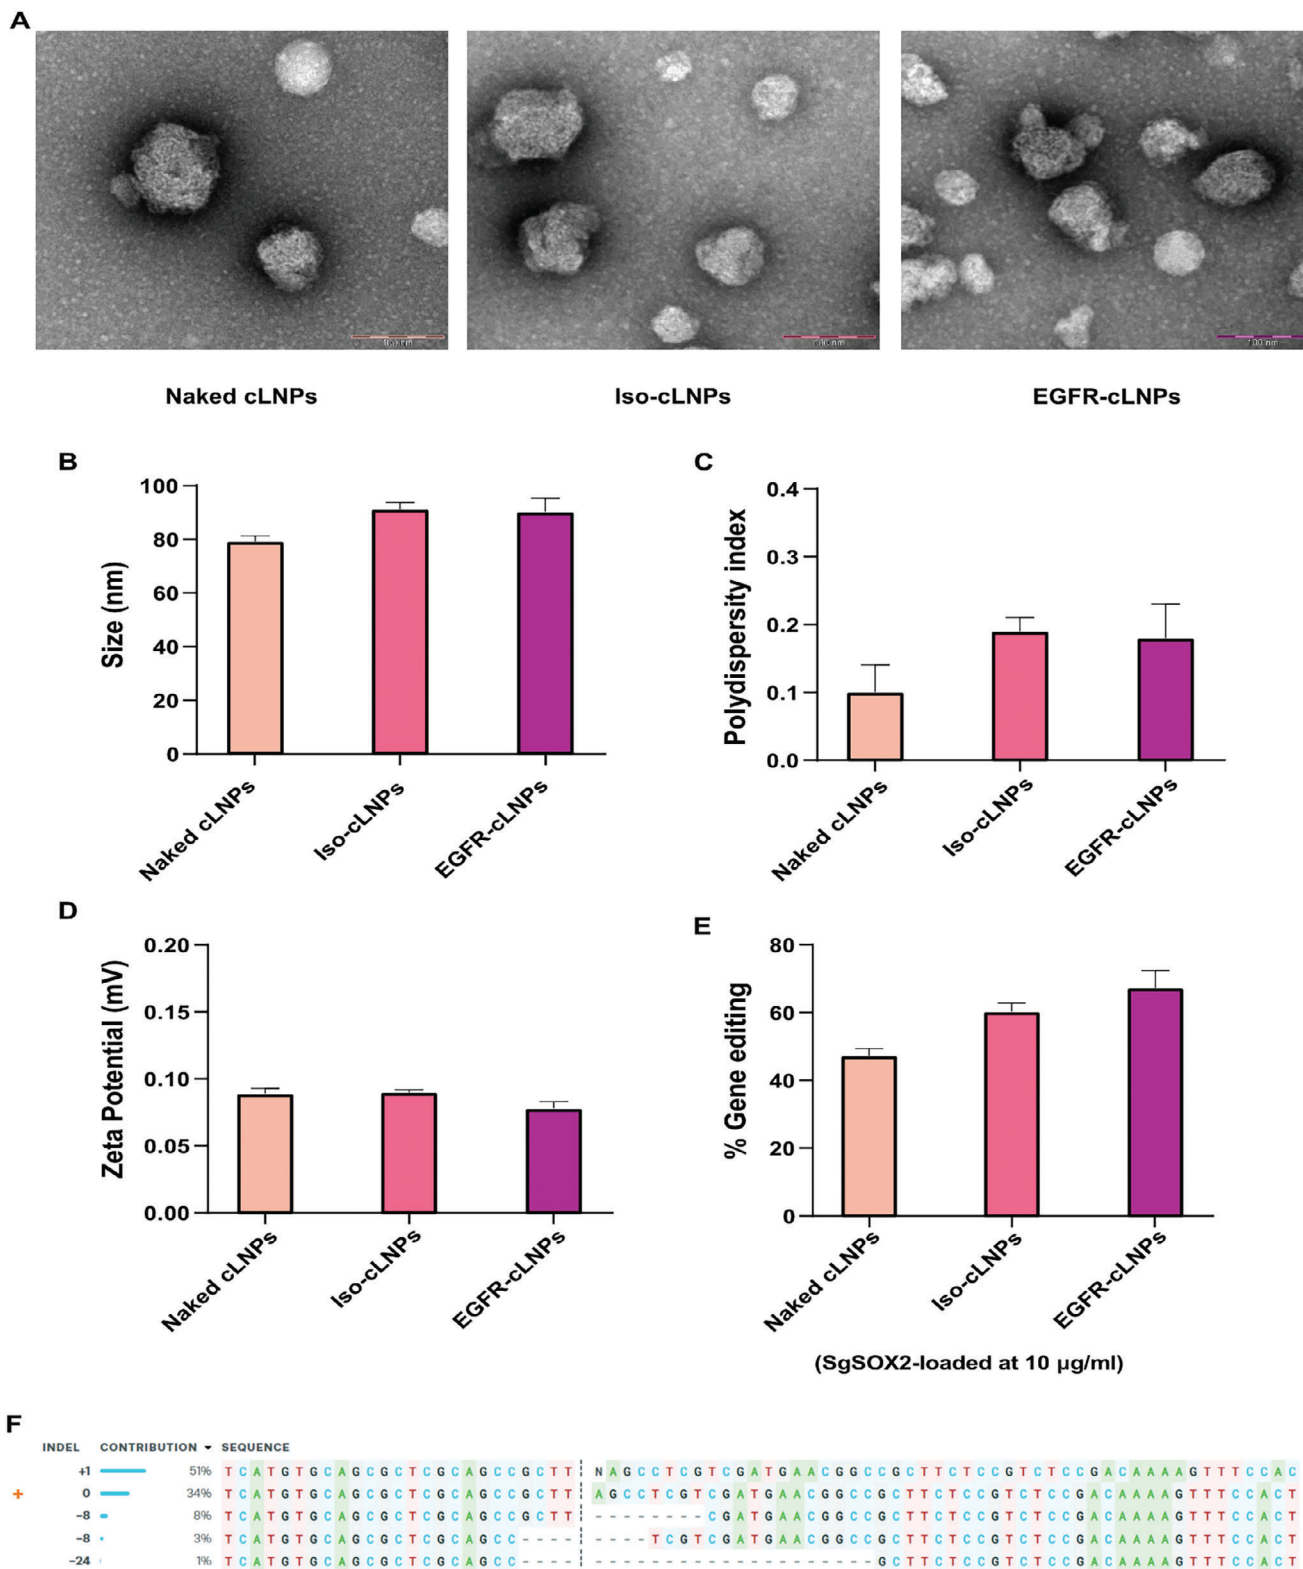 A
100 nm
Naked cLNPs
Iso-cLNPs
EGFR-cLNPs
B
Size (nm)
100
80
60
40
20
0
Naked cLNPs
Iso-cLNPs
EGFR-cLNPs
C
Polydispersity index
0.4
0.3
0.2
0.1
0.0
Naked cLNPs
Iso-cLNPs
EGFR-cLNPs
D
Zeta Potential (mV)
0.20
0.15
0.10
0.05
0.00
Naked cLNPs
Iso-cLNPs
EGFR-cLNPs
E
% Gene editing
80
60
40
20
0
Naked cLNPs
Iso-cLNPs
EGFR-cLNPs
(SgSOX2-loaded at 10 µg/ml)
F
INDEL CONTRIBUTION SEQUENCE
+1 51% TCATGTGCAGCGCTCGCAGCCGCTT NAGCCTCGTCGATGAACGGCCGCTTCTCCGTCTCCGACAAAAGTTTCCAC
+ 0 34% TCATGTGCAGCGCTCGCAGCCGCTT AGCCTCGTCGATGAACGGCCGCTTCTCCGTCTCCGACAAAAGTTTCCACT
-8 8% TCATGTGCAGCGCTCGCAGCCGCTT --------CGATGAACGGCCGCTTCTCCGTCTCCGACAAAAGTTTCCACT
-8 3% TCATGTGCAGCGCTCGCAGCC---- ----TCGTCGATGAACGGCCGCTTCTCCGTCTCCGACAAAAGTTTCCACT
-24 1% TCATGTGCAGCGCTCGCAGCC---- --------------------GCTTCTCCGTCTCCGACAAAAGTTTCCACT